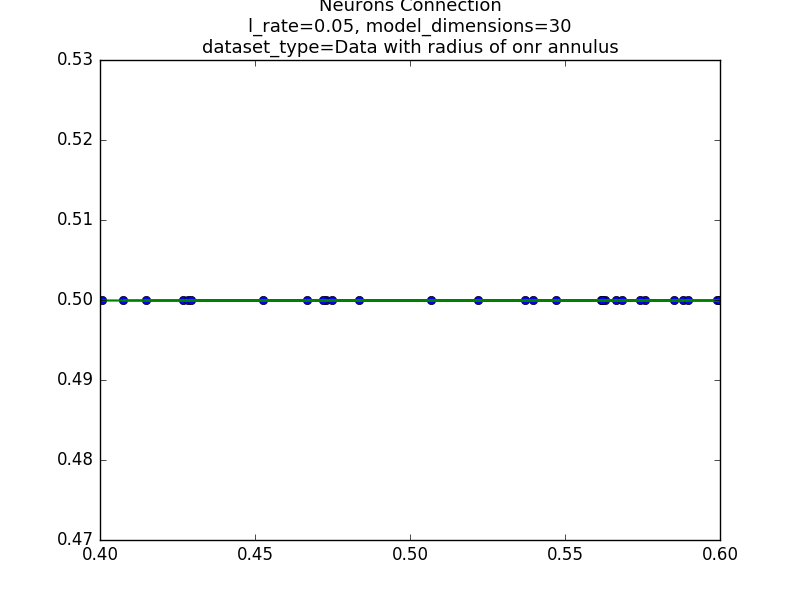 Neurons Connection
l_rate=0.05, model_dimensions=30
dataset_type=Data with radius of onr annulus
0.53
0.52
0.51
0.50
0.49
0.48
0.47
0.40 0.45 0.50 0.55 0.60